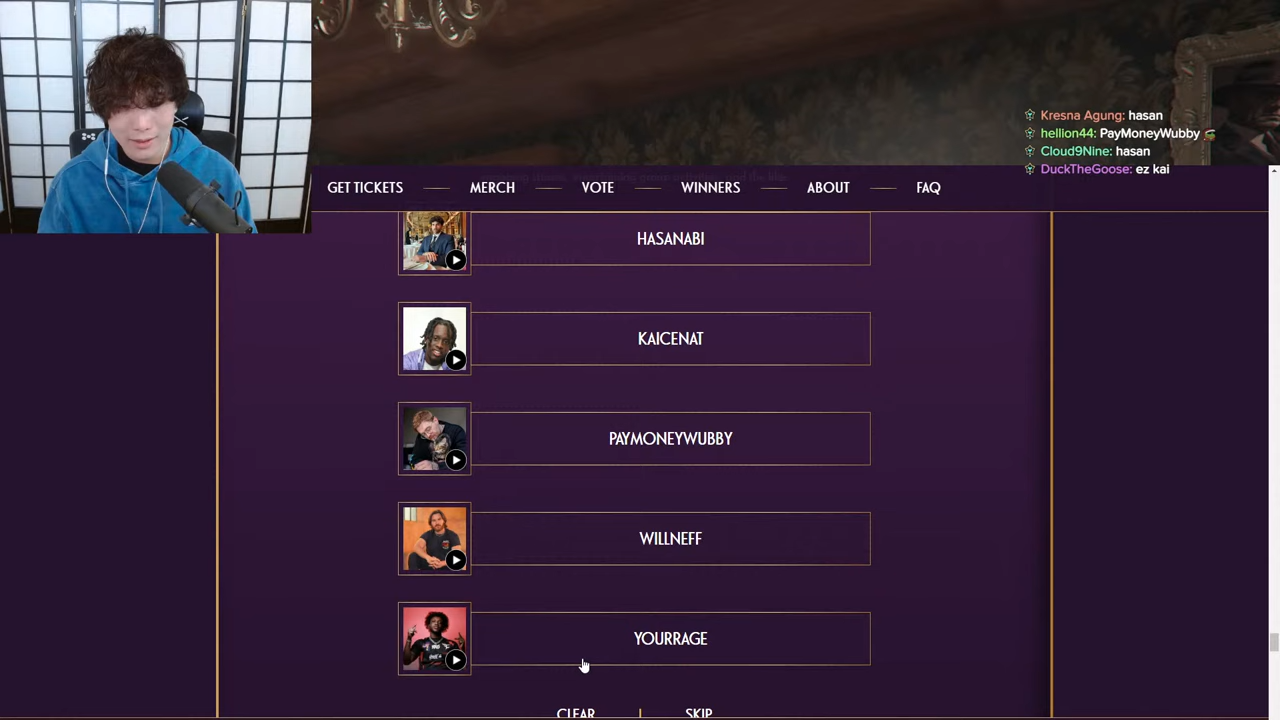 Kresna Agung: hasan
hellion44: PayMoneyWubby
Cloud9Nine: hasan
DuckTheGoose: ez kai
GET TICKETS
MERCH
VOTE
WINNERS
ABOUT
FAQ
HASANABI
KAICENAT
PAYMONEYWUBBY
WILLNEFF
YOURRAGE
CLEAR
SKIP